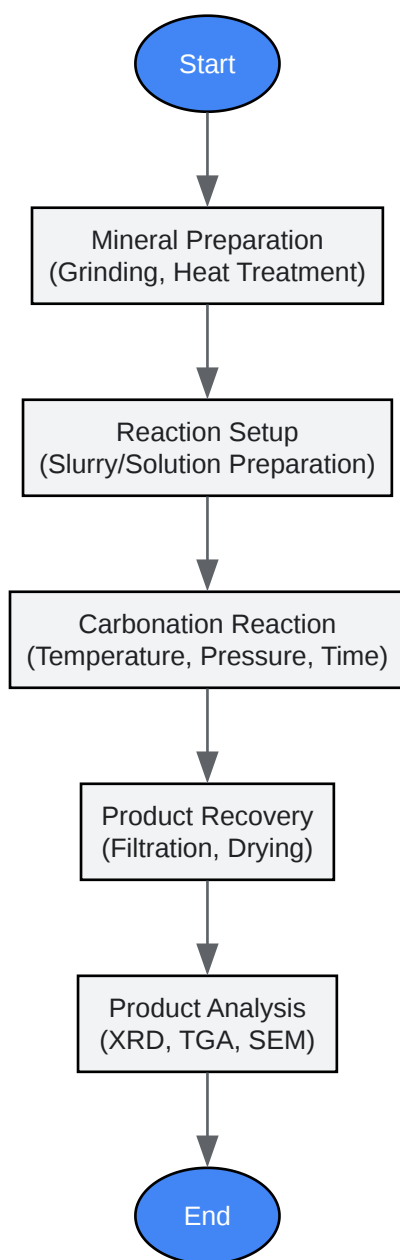 Start
Mineral Preparation
(Grinding, Heat Treatment)
Reaction Setup
(Slurry/Solution Preparation)
Carbonation Reaction
(Temperature, Pressure, Time)
Product Recovery
(Filtration, Drying)
Product Analysis
(XRD, TGA, SEM)
End